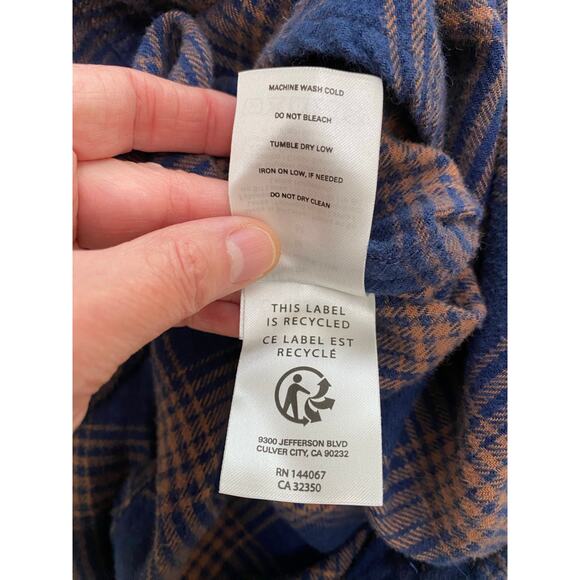 MACHINE WASH COLD
DO NOT BLEACH
TUMBLE DRY LOW
IRON ON LOW, IF NEEDED
DO NOT DRY CLEAN
THIS LABEL
IS RECYCLED
CE LABEL EST
RECYCLÉ
9300 JEFFERSON BLVD
CULVER CITY, CA 90232
RN 144067
CA 32350